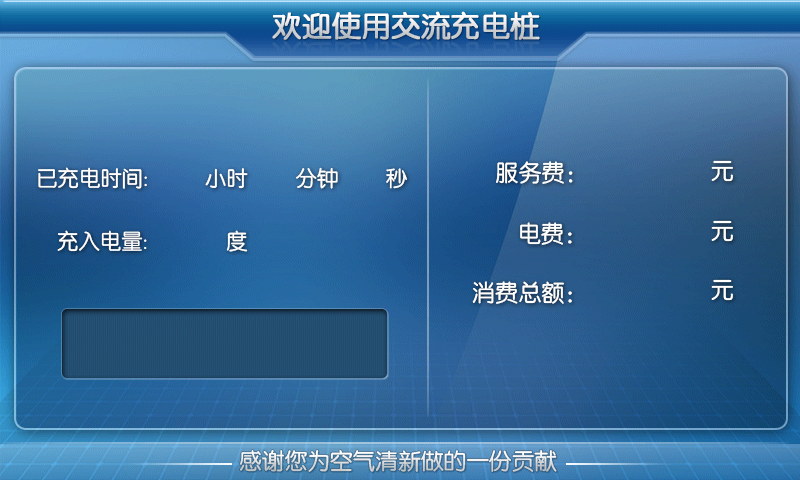 欢迎使用交流充电桩
已充电时间: 小时 分钟 秒
充入电量: 度
服务费: 元
电费: 元
消费总额: 元
感谢您为空气清新做的一份贡献